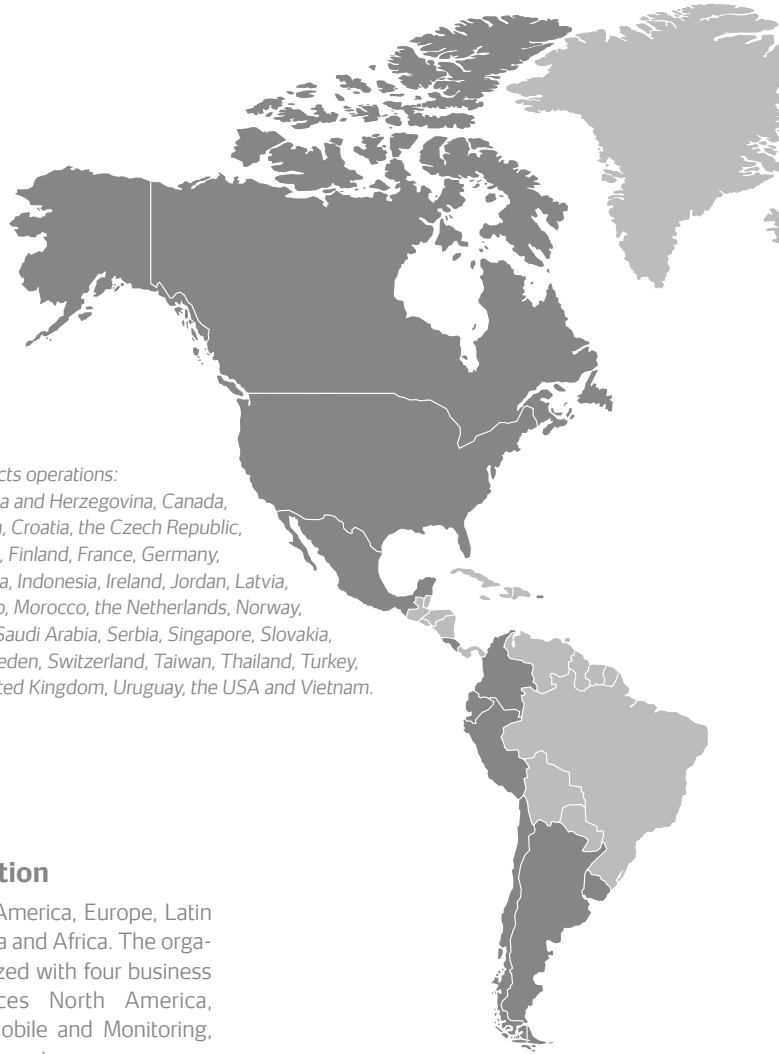 cts operations:
a and Herzegovina, Canada,
, Croatia, the Czech Republic,
, Finland, France, Germany,
a, Indonesia, Ireland, Jordan, Latvia,
o, Morocco, the Netherlands, Norway,
Saudi Arabia, Serbia, Singapore, Slovakia,
eden, Switzerland, Taiwan, Thailand, Turkey,
ted Kingdom, Uruguay, the USA and Vietnam.
tion
America, Europe, Latin
a and Africa. The orga-
zed with four business
ces North America,
obile and Monitoring,